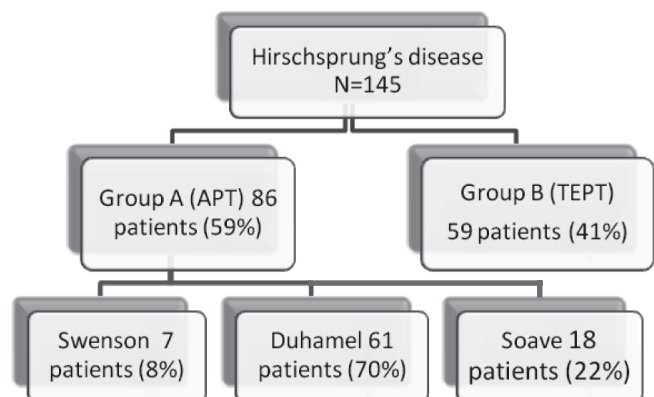 Hirschsprung’s disease
N=145
Group A (APT) 86
patients (59%)
Group B (TEPT)
59 patients (41%)
Swenson 7
patients (8%)
Duhamel 61
patients (70%)
Soave 18
patients (22%)